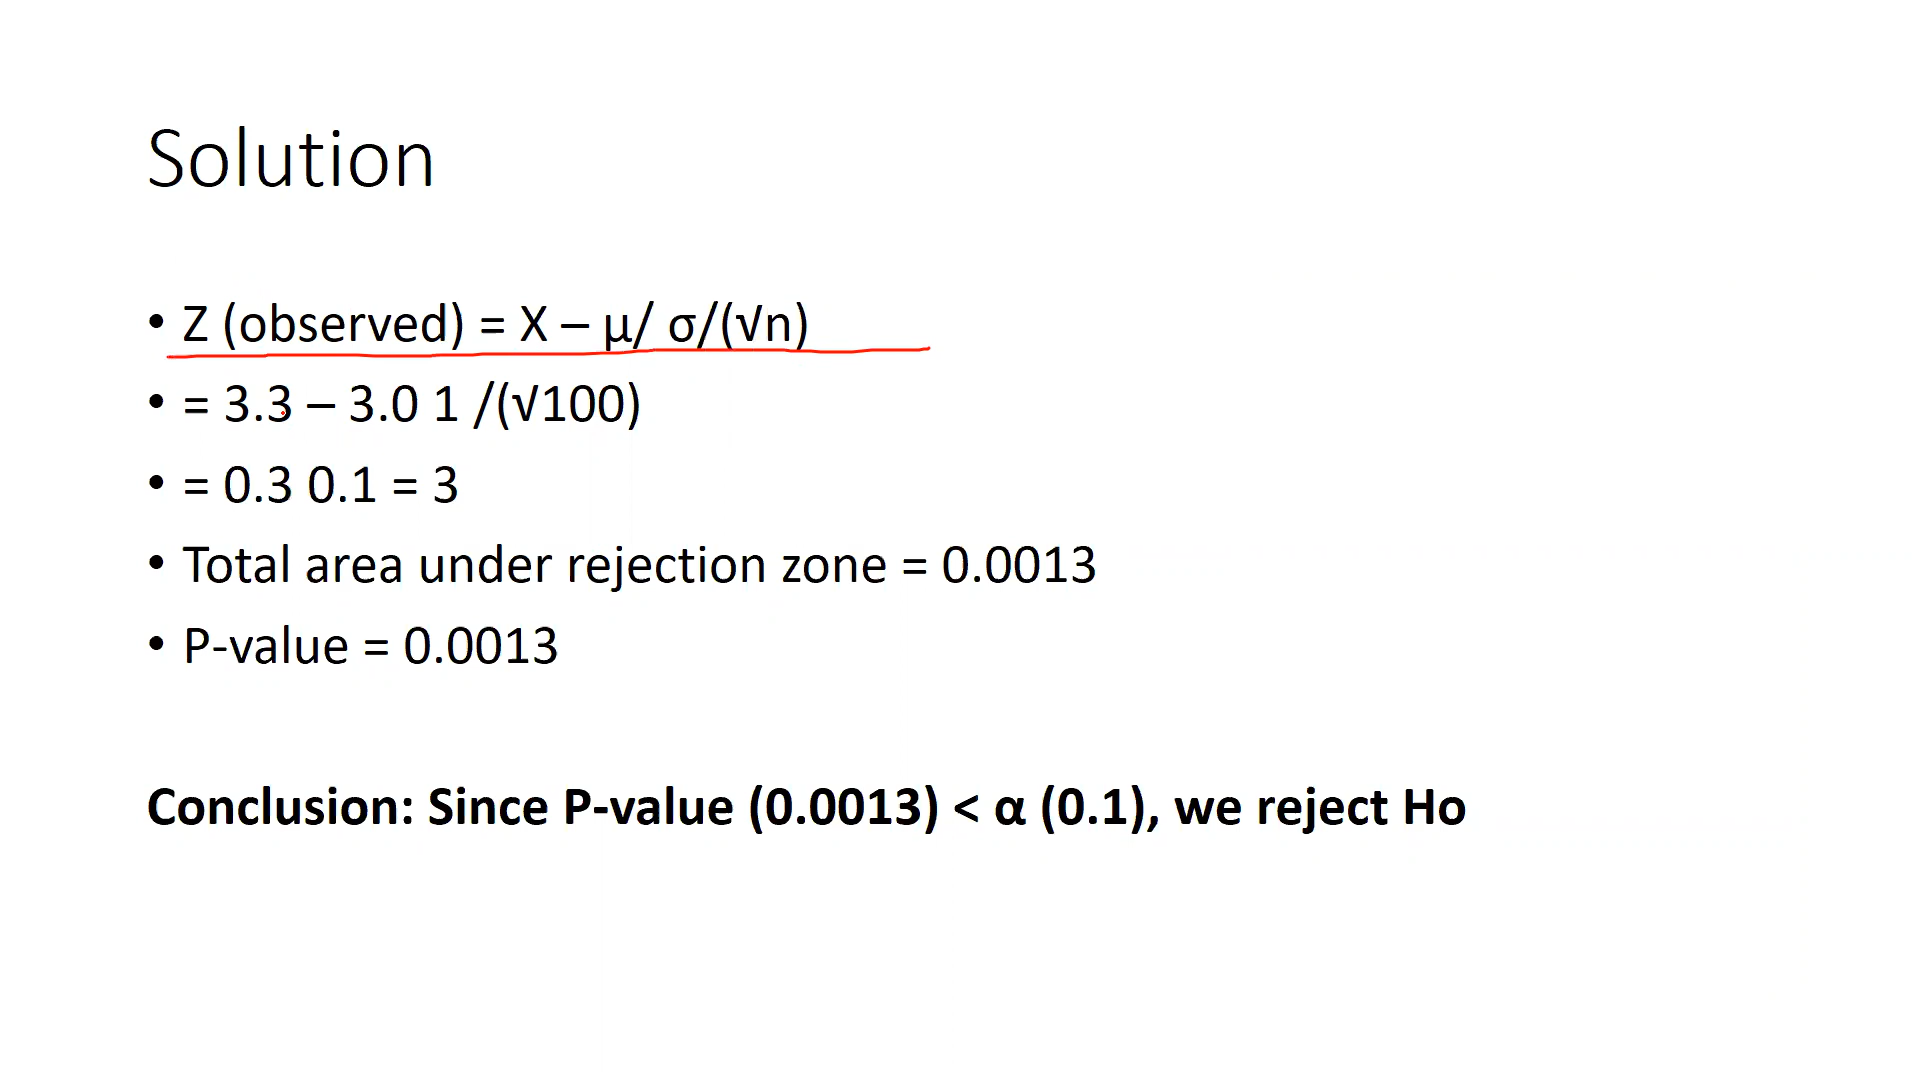 Solution
• Z (observed) = X – μ/ σ/(√n)
• = 3.3 – 3.0 1 /(√100)
• = 0.3 0.1 = 3
• Total area under rejection zone = 0.0013
• P-value = 0.0013
Conclusion: Since P-value (0.0013) < α (0.1), we reject Ho